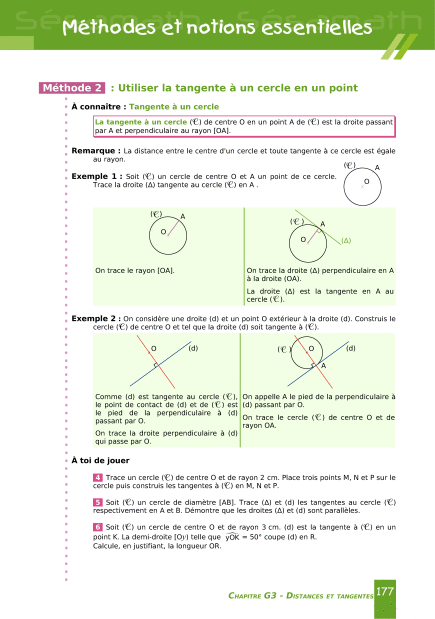 Méthodes et notions essentielles
Méthode 2 : Utiliser la tangente à un cercle en un point
À connaître : Tangente à un cercle
La tangente à un cercle (𝒞) de centre O en un point A de (𝒞) est la droite passant
par A et perpendiculaire au rayon [OA].
Remarque : La distance entre le centre d'un cercle et toute tangente à ce cercle est égale
au rayon.
Exemple 1 : Soit (𝒞) un cercle de centre O et A un point de ce cercle.
Trace la droite (Δ) tangente au cercle (𝒞) en A .
(𝒞)
A
O
(𝒞)
A
O
(𝒞)
A
O
(Δ)
On trace le rayon [OA].
On trace la droite (Δ) perpendiculaire en A
à la droite (OA).
La droite (Δ) est la tangente en A au
cercle (𝒞).
Exemple 2 : On considère une droite (d) et un point O extérieur à la droite (d). Construis le
cercle (𝒞) de centre O et tel que la droite (d) soit tangente à (𝒞).
O
(d)
(𝒞)
O
(d)
A
Comme (d) est tangente au cercle (𝒞),
le point de contact de (d) et de (𝒞) est
le pied de la perpendiculaire à (d)
passant par O.
On trace la droite perpendiculaire à (d)
qui passe par O.
On appelle A le pied de la perpendiculaire à
(d) passant par O.
On trace le cercle (𝒞) de centre O et de
rayon OA.
À toi de jouer
4 Trace un cercle (𝒞) de centre O et de rayon 2 cm. Place trois points M, N et P sur le
cercle puis construis les tangentes à (𝒞) en M, N et P.
5 Soit (𝒞) un cercle de diamètre [AB]. Trace (Δ) et (d) les tangentes au cercle (𝒞)
respectivement en A et B. Démontre que les droites (Δ) et (d) sont parallèles.
6 Soit (𝒞) un cercle de centre O et de rayon 3 cm. (d) est la tangente à (𝒞) en un
point K. La demi-droite [Oy) telle que yOK = 50° coupe (d) en R.
Calcule, en justifiant, la longueur OR.
Chapitre G3 - Distances et tangentes
177